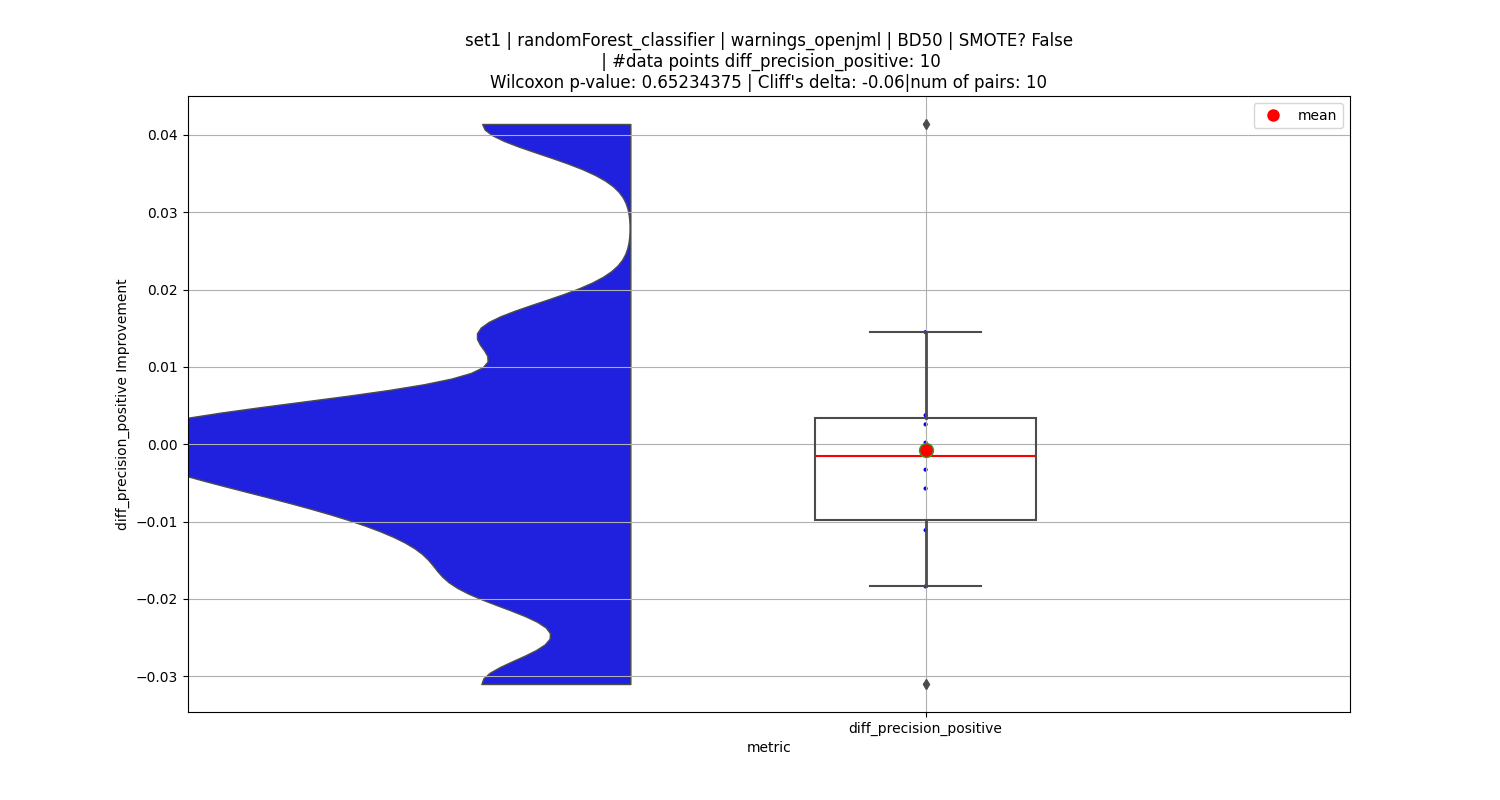 set1 | randomForest_classifier | warnings_openjml | BD50 | SMOTE? False
| #data points diff_precision_positive: 10
Wilcoxon p-value: 0.65234375 | Cliff's delta: -0.06|num of pairs: 10
mean
0.04
0.03
0.02
0.01
0.00
−0.01
−0.02
−0.03
diff_precision_positive Improvement
diff_precision_positive
metric